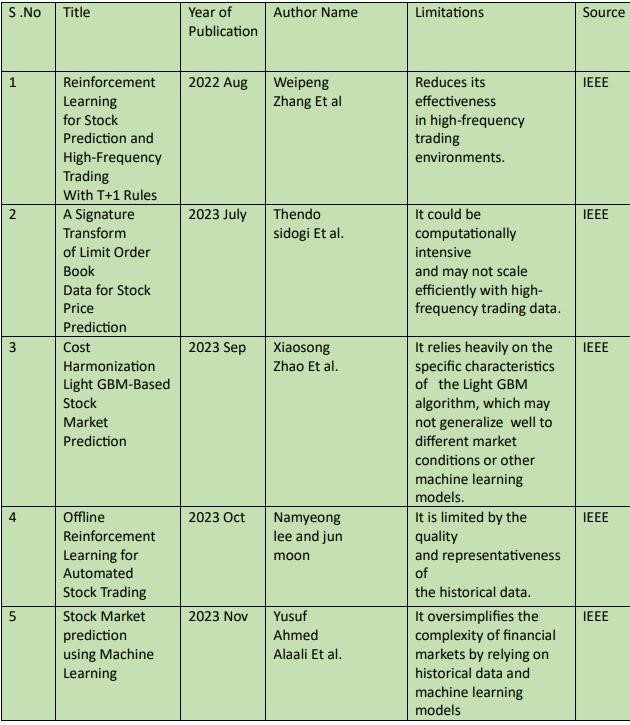 S .No
Title
Year of
Publication
Author Name
Limitations
Source
1
Reinforcement
Learning
for Stock
Prediction and
High-Frequency
Trading
With T+1 Rules
2022 Aug
Weipeng
Zhang Et al
Reduces its
effectiveness
in high-frequency
trading
environments.
IEEE
2
A Signature
Transform
of Limit Order
Book
Data for Stock
Price
Prediction
2023 July
Thendo
sidogi Et al.
It could be
computationally
intensive
and may not scale
efficiently with high-
frequency trading data.
IEEE
3
Cost
Harmonization
Light GBM-Based
Stock
Market
Prediction
2023 Sep
Xiaosong
Zhao Et al.
It relies heavily on the
specific characteristics
of the Light GBM
algorithm, which may
not generalize well to
different market
conditions or other
machine learning
models.
IEEE
4
Offline
Reinforcement
Learning for
Automated
Stock Trading
2023 Oct
Namyeong
lee and jun
moon
It is limited by the
quality
and representativeness
of
the historical data.
IEEE
5
Stock Market
prediction
using Machine
Learning
2023 Nov
Yusuf
Ahmed
Alaali Et al.
It oversimplifies the
complexity of financial
markets by relying on
historical data and
machine learning
models
IEEE